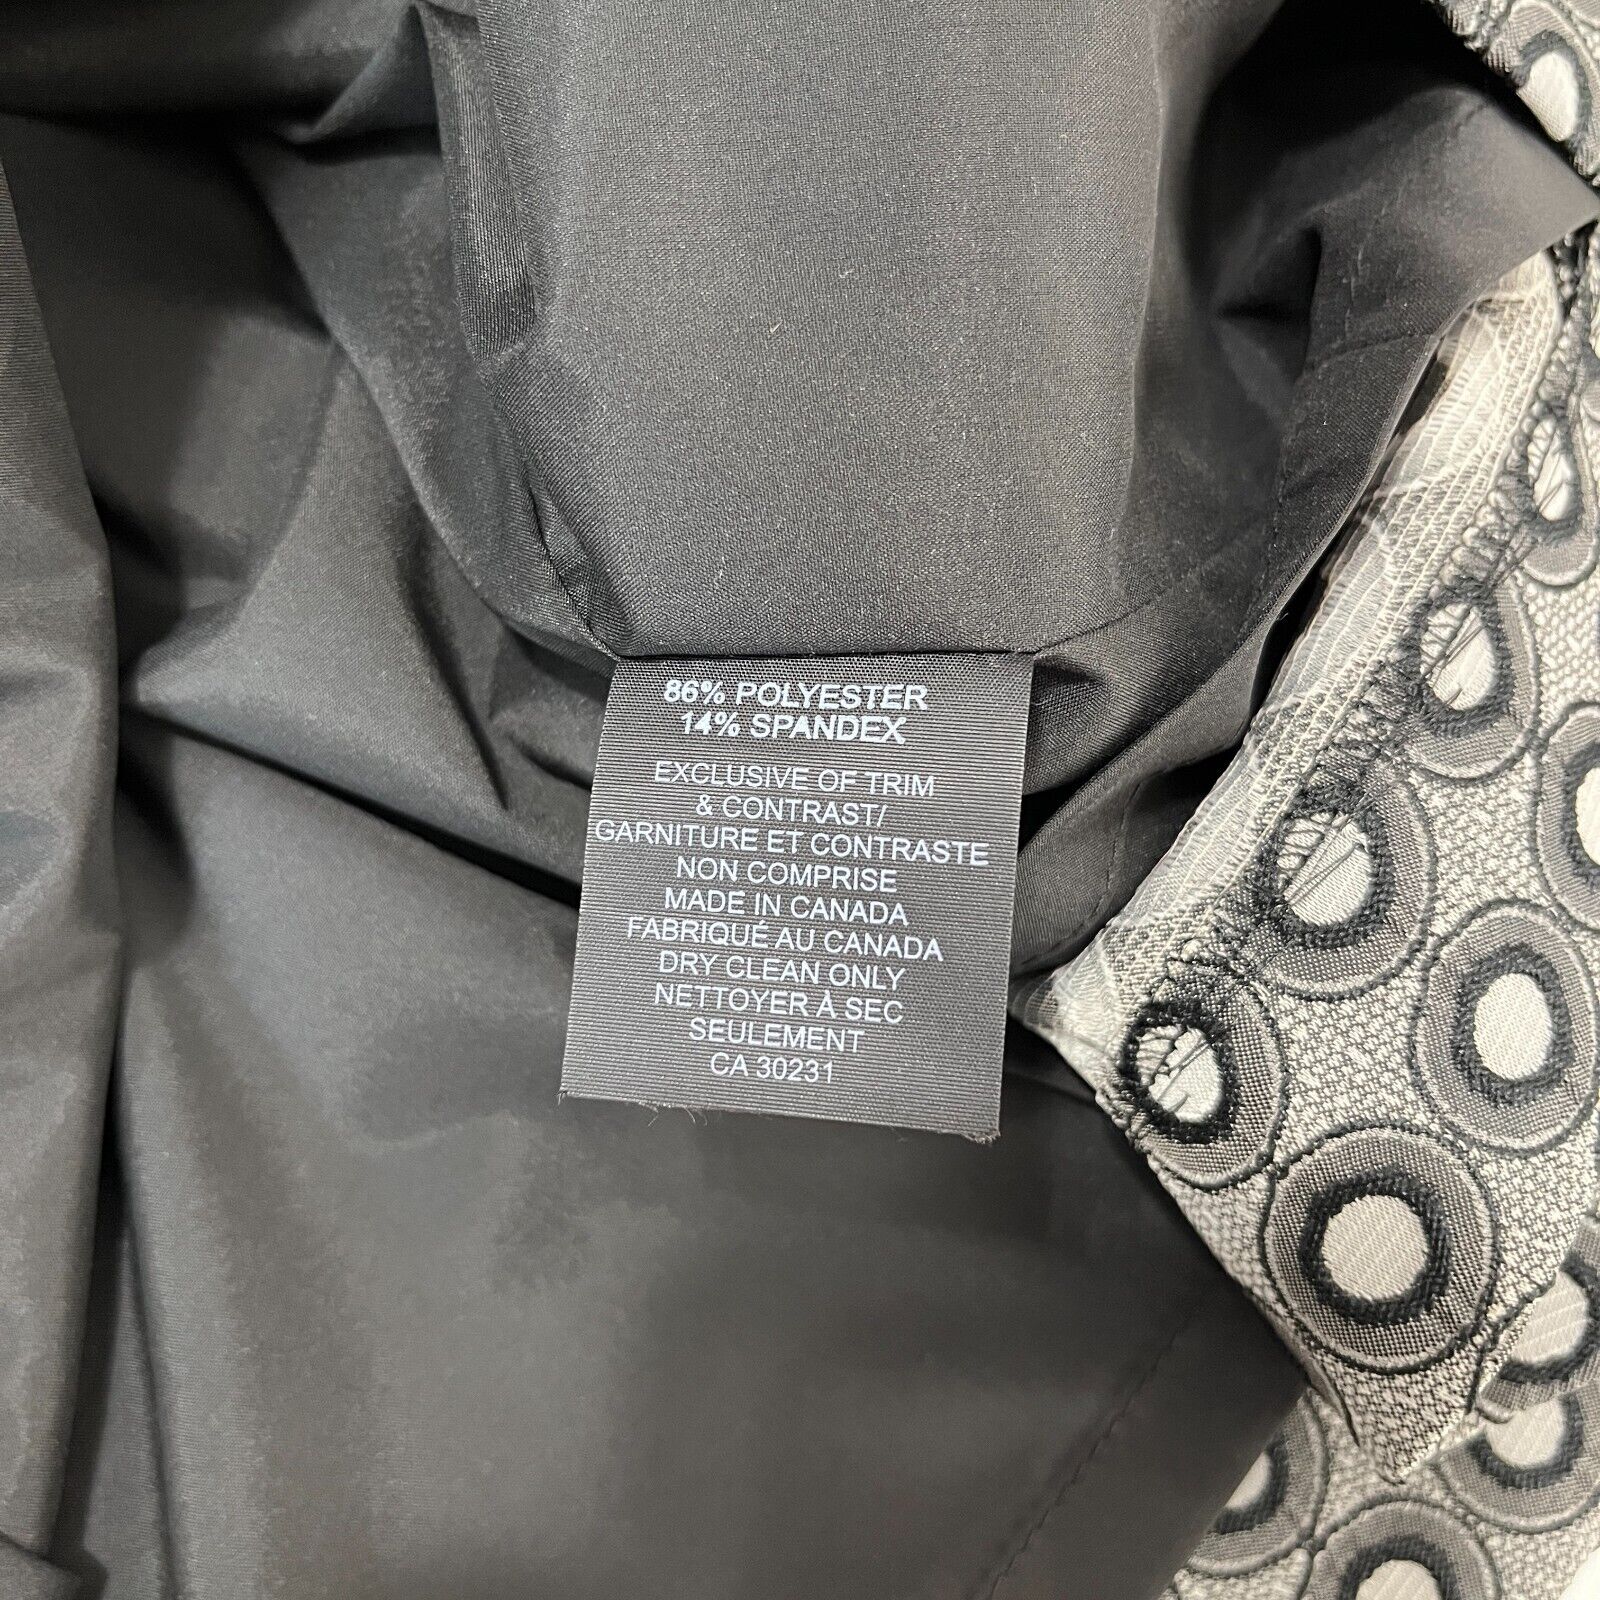 86% POLYESTER
14% SPANDEX
EXCLUSIVE OF TRIM
& CONTRAST/
GARNITURE ET CONTRASTE
NON COMPRISE
MADE IN CANADA
FABRIQUÉ AU CANADA
DRY CLEAN ONLY
NETTOYER À SEC
SEULEMENT
CA 30231